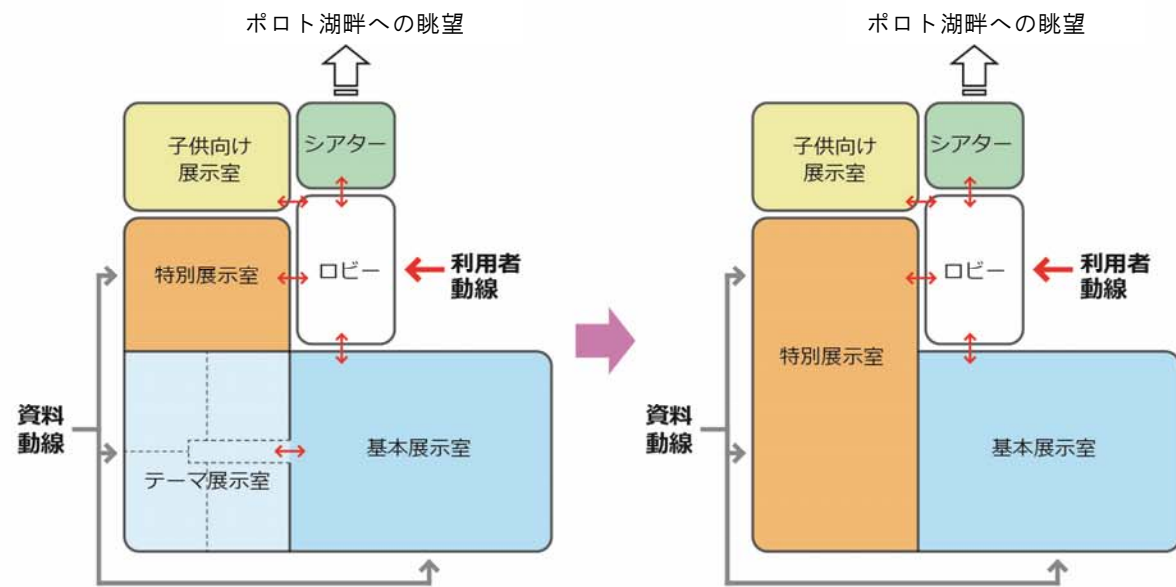 ポロト湖畔への眺望
子供向け
展示室
シアター
特別展示室
ロビー
利用者
動線
資料
動線
基本展示室
テーマ展示室
ポロト湖畔への眺望
子供向け
展示室
シアター
ロビー
利用者
動線
特別展示室
資料
動線
基本展示室